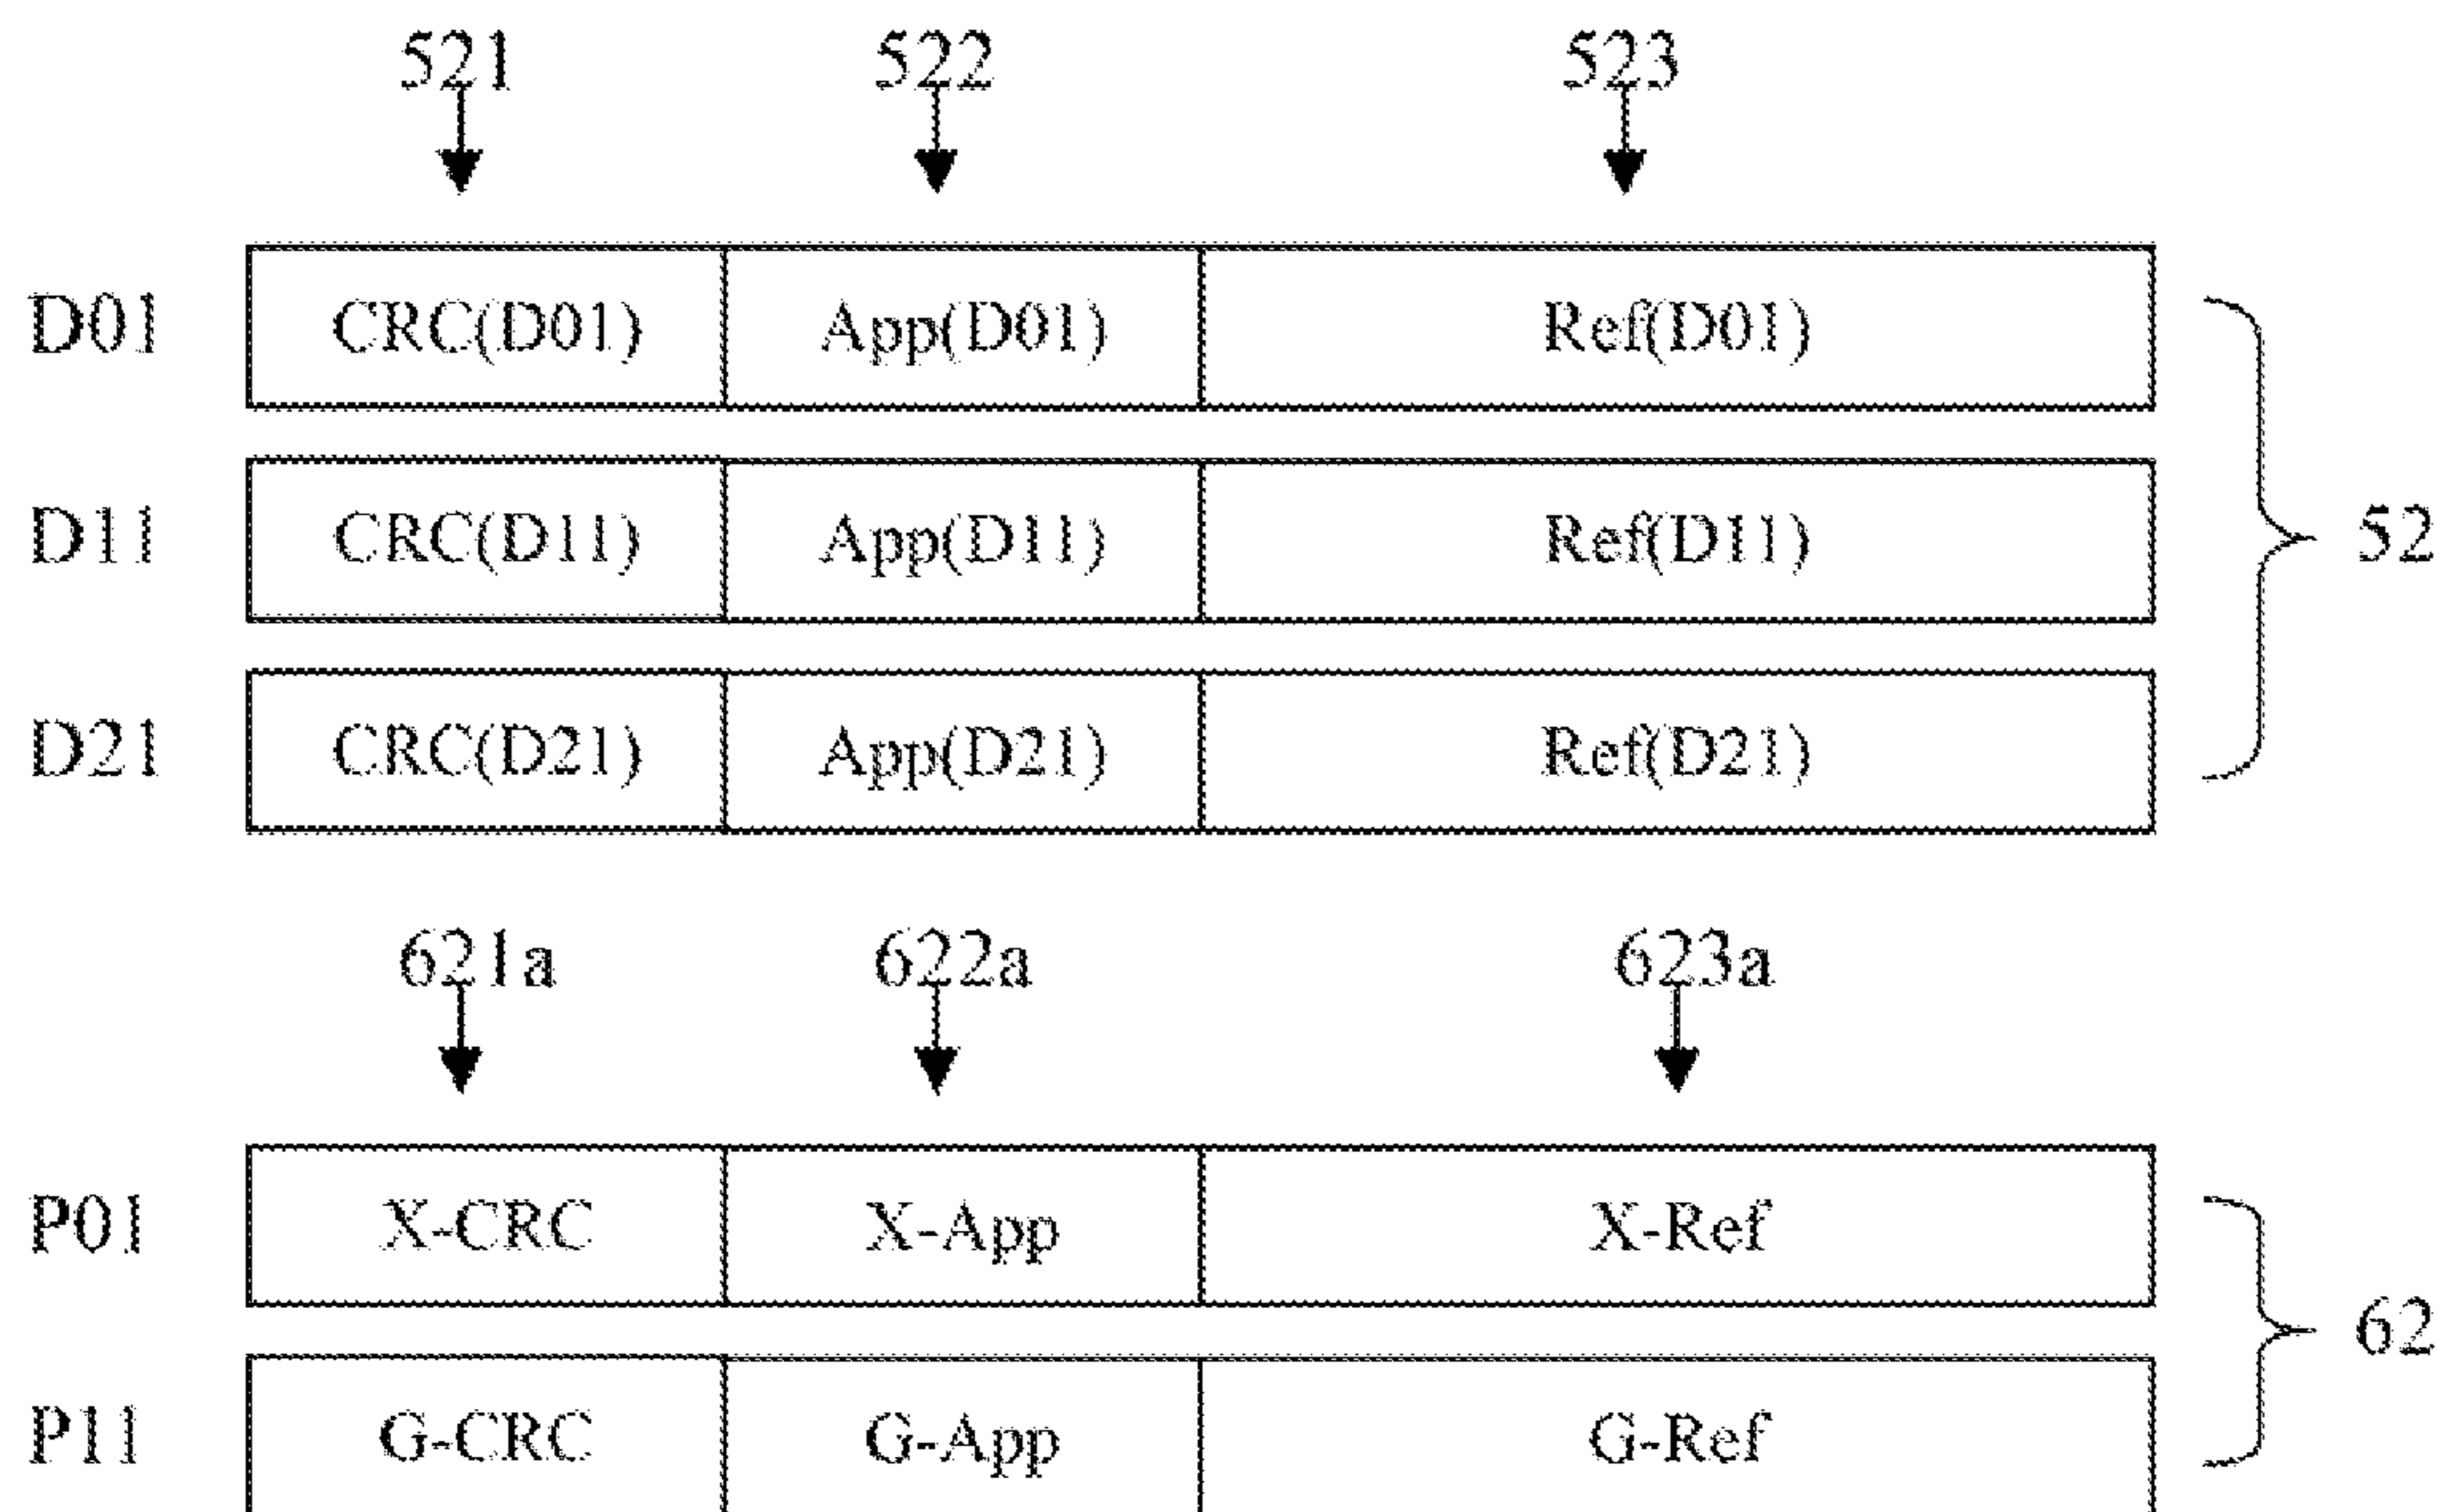 521 522 523
D01 CRC(D01) App(D01) Ref(D01)
D11 CRC(D11) App(D11) Ref(D11) 52
D21 CRC(D21) App(D21) Ref(D21)
621a 622a 623a
P01 X-CRC X-App X-Ref
62
P11 G-CRC G-App G-Ref